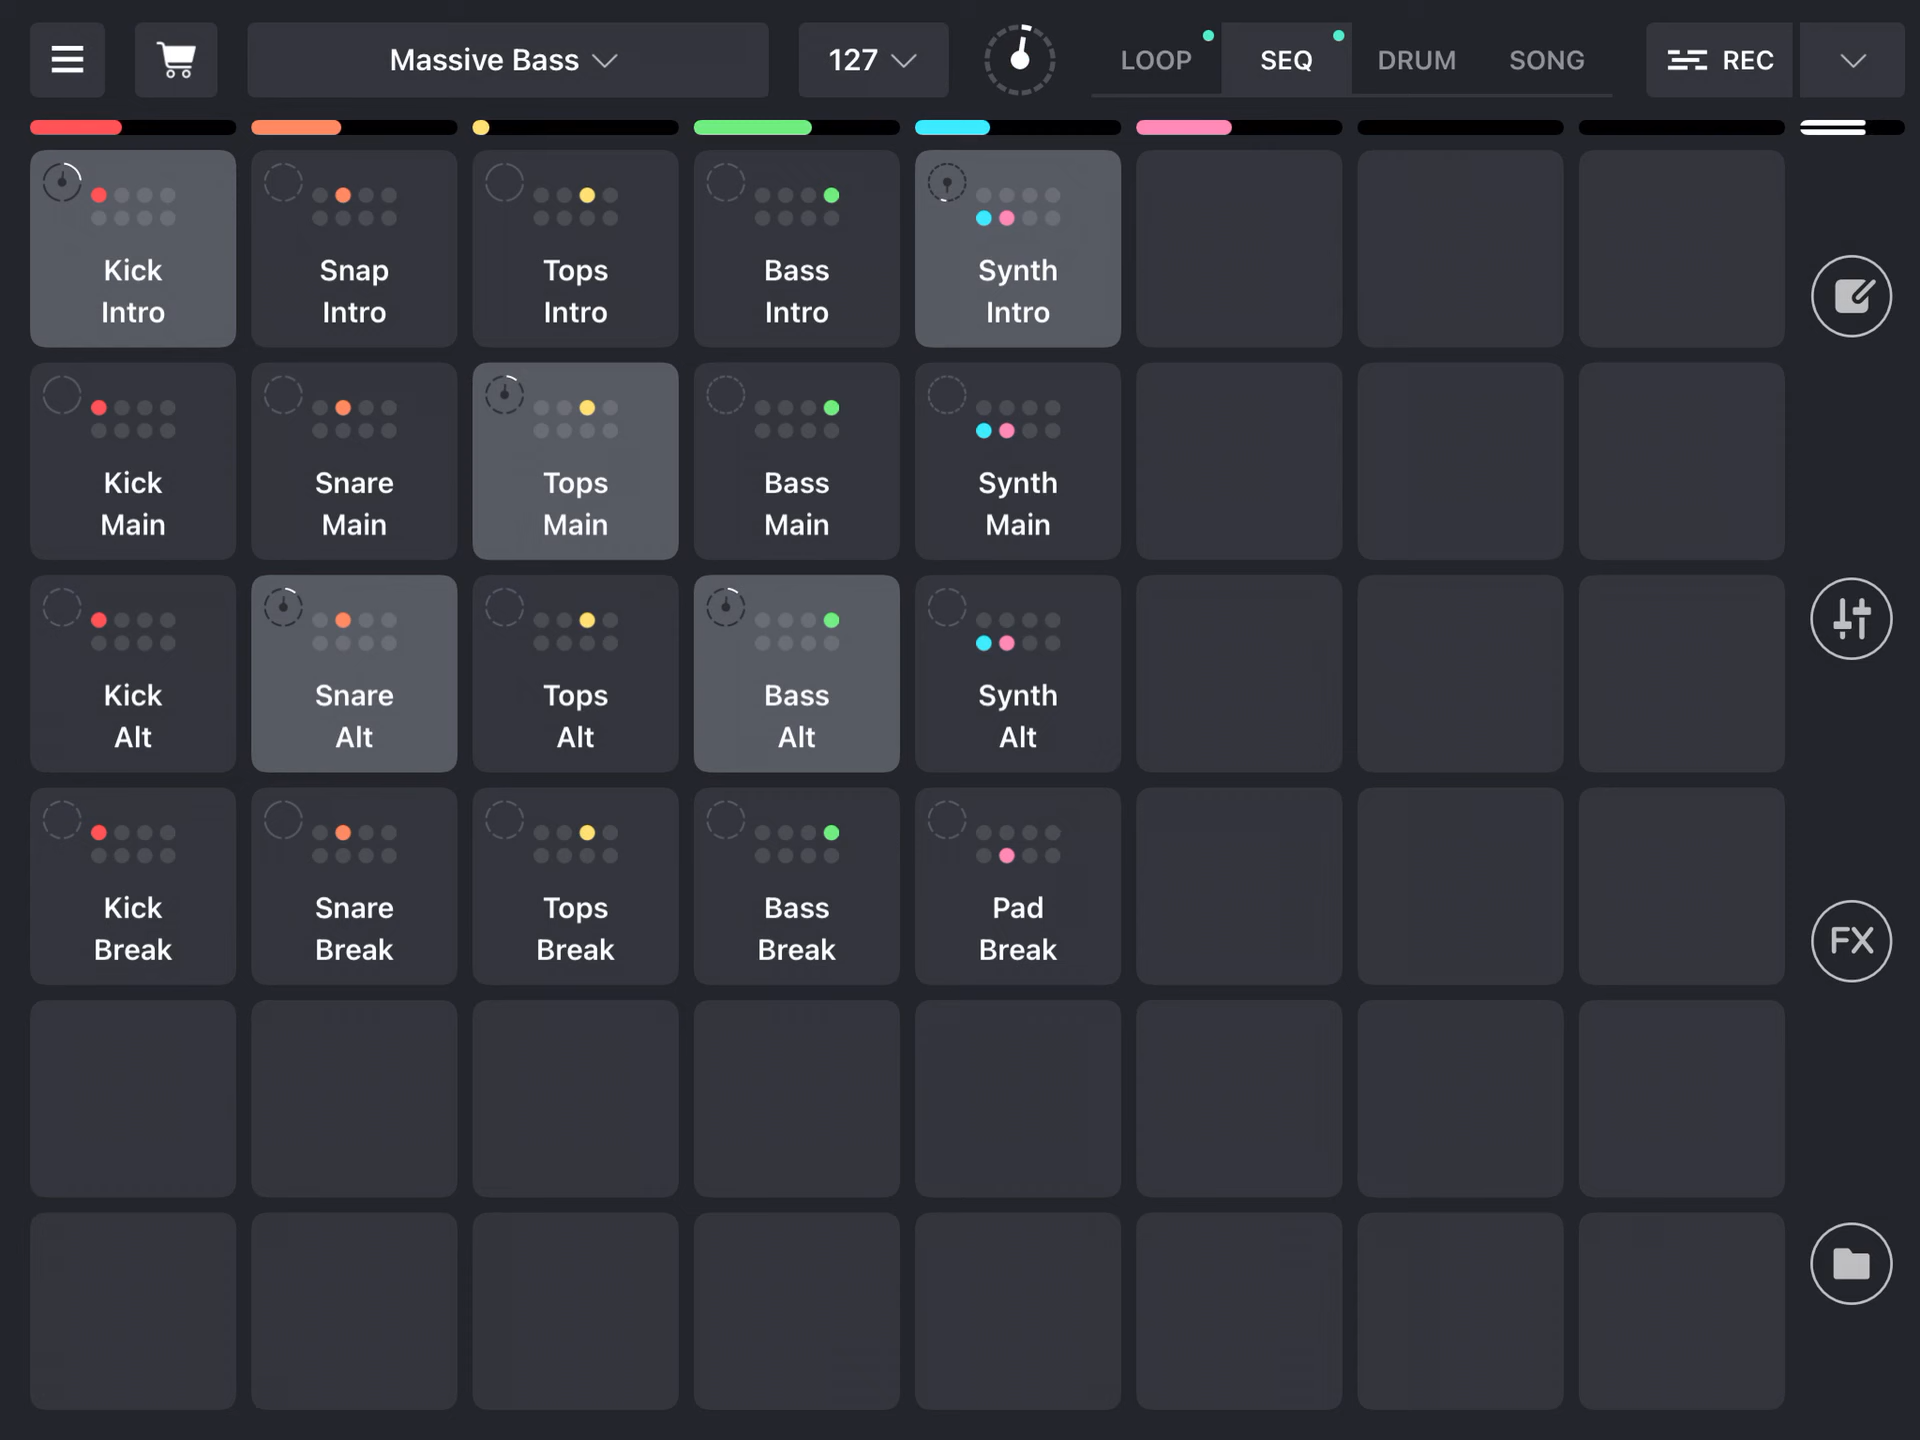 Massive Bass
127
LOOP
SEQ
DRUM
SONG
REC
Kick
Intro
Snap
Intro
Tops
Intro
Bass
Intro
Synth
Intro
Kick
Main
Snare
Main
Tops
Main
Bass
Main
Synth
Main
Kick
Alt
Snare
Alt
Tops
Alt
Bass
Alt
Synth
Alt
Kick
Break
Snare
Break
Tops
Break
Bass
Break
Pad
Break
FX